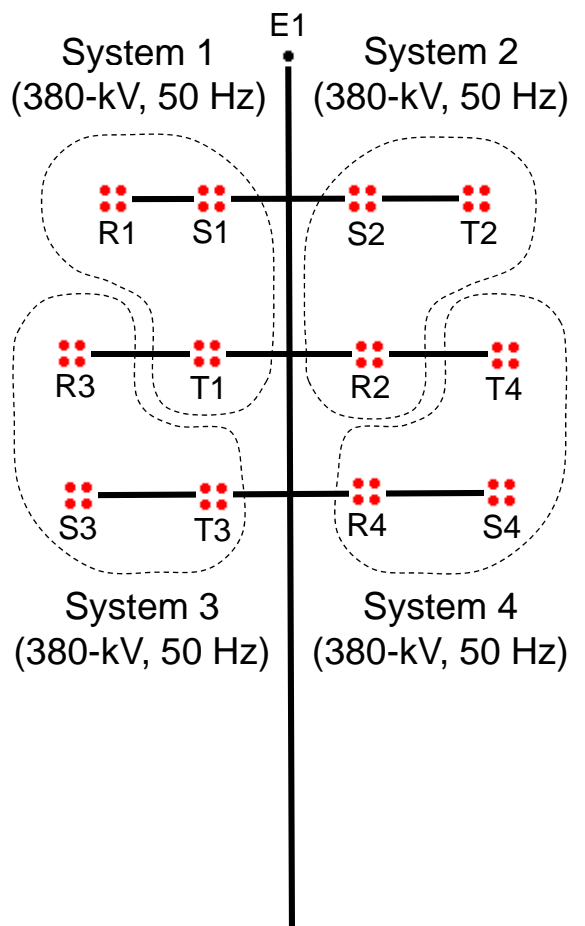 E1
System 1
(380-kV, 50 Hz)
System 2
(380-kV, 50 Hz)
R1
S1
S2
T2
R3
T1
R2
T4
S3
T3
R4
S4
System 3
(380-kV, 50 Hz)
System 4
(380-kV, 50 Hz)